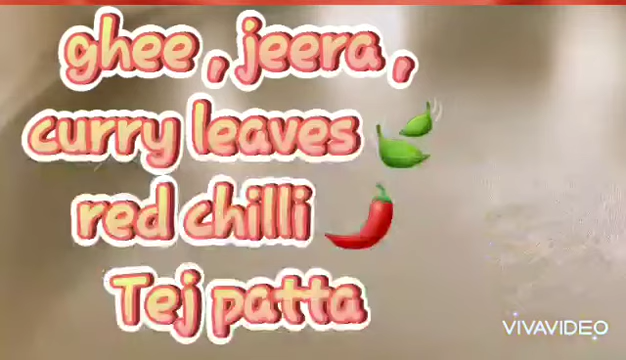 ghee , jeera ,
curry leaves
red chilli
Tej patta
VIVAVIDEO